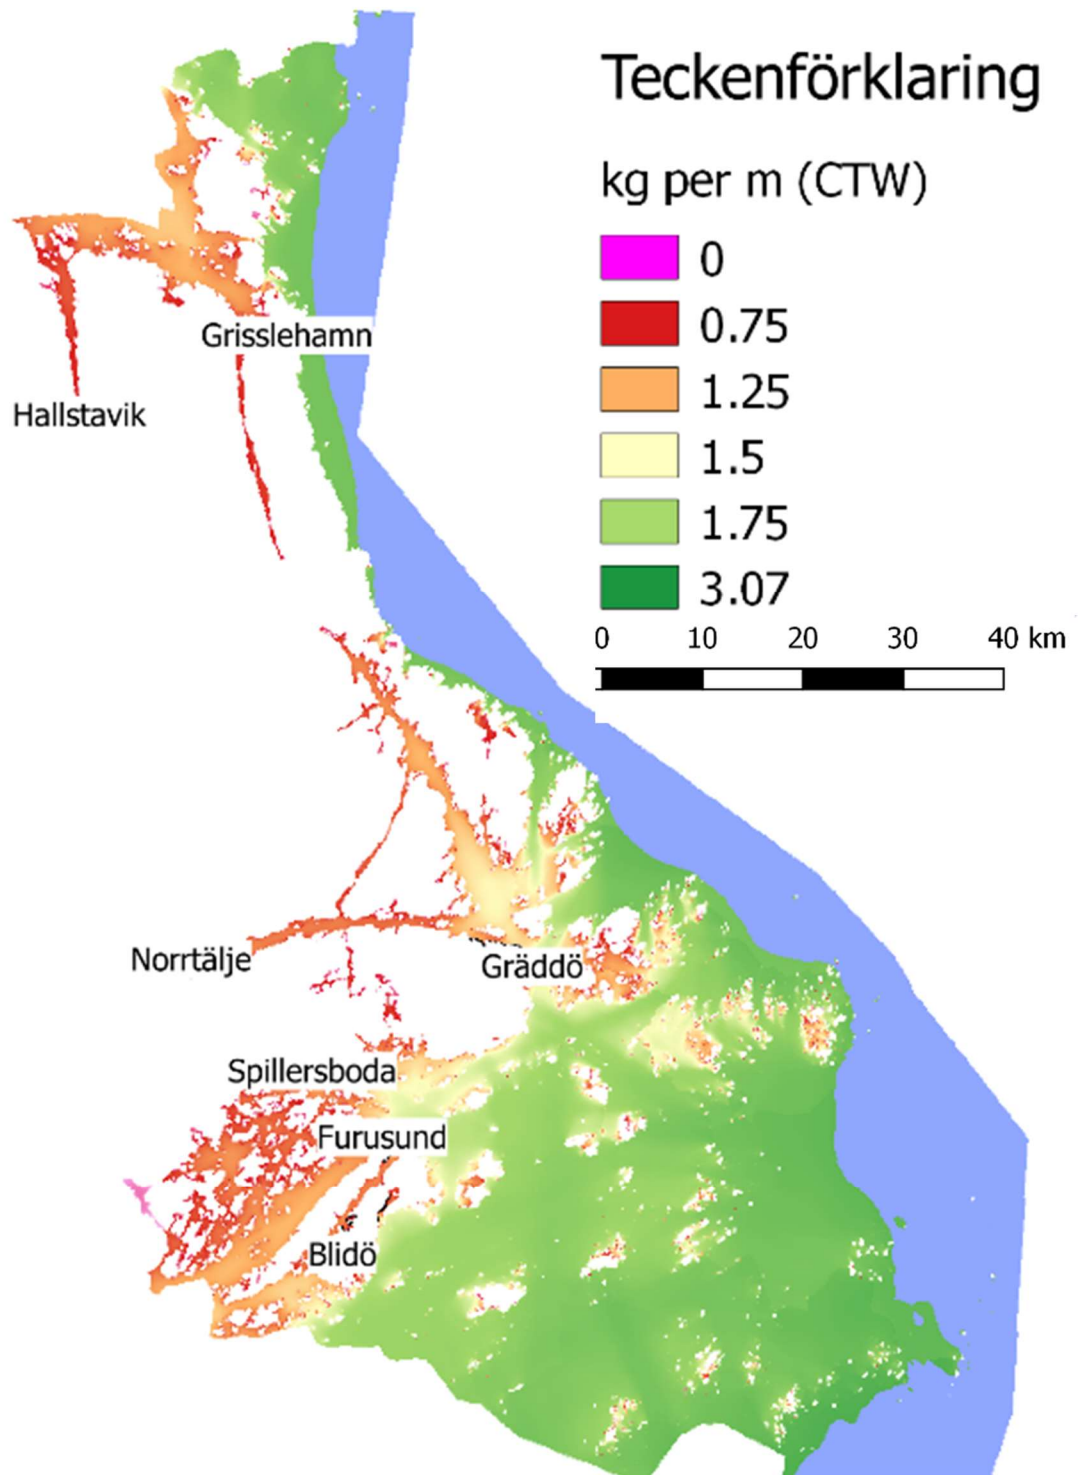 Teckenförklaring
kg per m (CTW)
0
0.75
1.25
1.5
1.75
3.07
0 10 20 30 40 km
Grisslehamn
Hallstavik
Norrtälje
Gräddö
Spillersboda
Furusund
Blidö